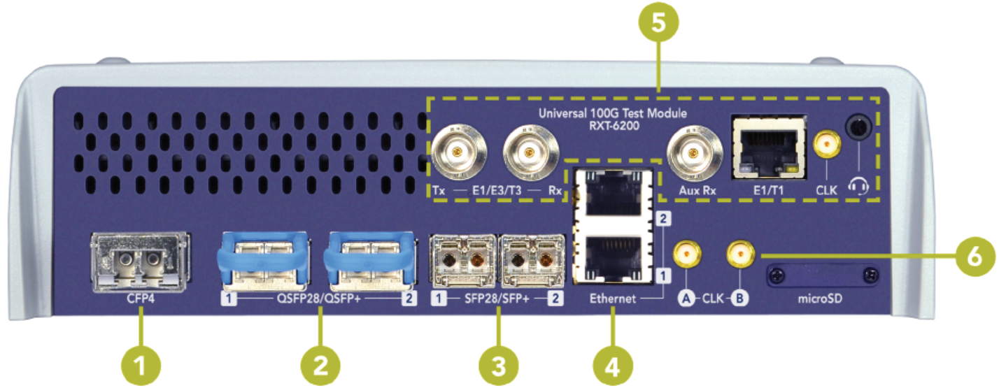 5
Universal 100G Test Module
RXT-6200
Tx E1/E3/T3 Rx
Aux Rx
E1/T1
CLK
2
6
1
CFP4
1 QSFP28/QSFP+ 2
1 SFP28/SFP+ 2
Ethernet
A CLK B
microSD
1
2
3
4